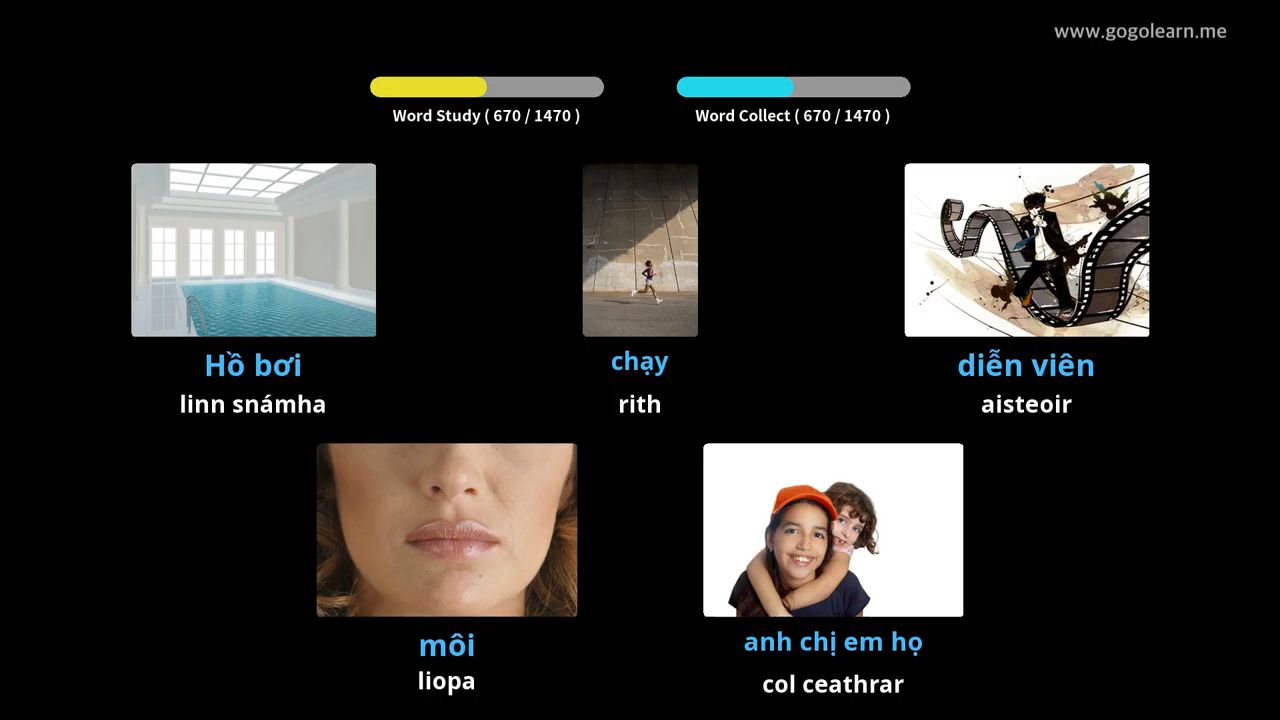 www.gogolearn.me
Word Study ( 670 / 1470 )
Word Collect ( 670 / 1470 )
Hồ bơi
linn snámha
chạy
rith
diễn viên
aisteoir
môi
liopa
anh chị em họ
col ceathrar